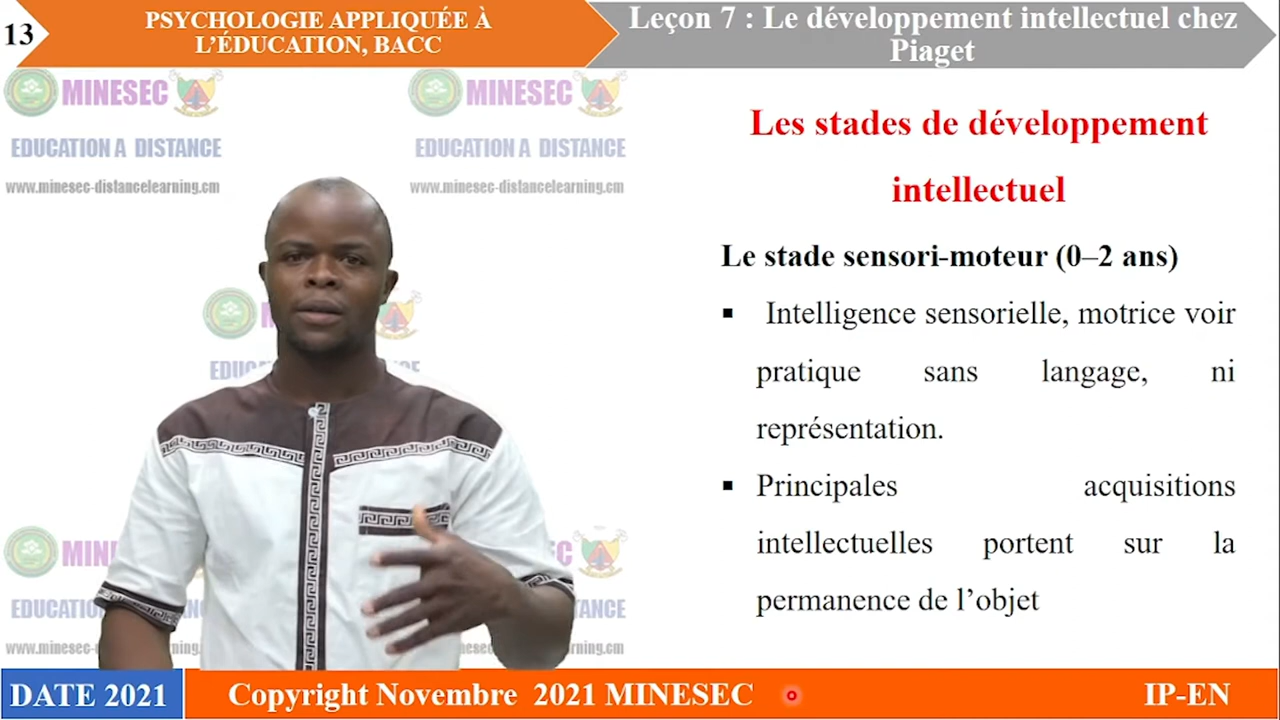 13
PSYCHOLOGIE APPLIQUÉE À
L'ÉDUCATION, BACC
Leçon 7 : Le développement intellectuel chez
Piaget
MINESEC
MINESEC
EDUCATION A DISTANCE
EDUCATION A DISTANCE
www.minesec-distancelearning.cm
www.minesec-distancelearning.cm
Les stades de développement
intellectuel
Le stade sensori-moteur (0–2 ans)
▪ Intelligence sensorielle, motrice voir
pratique sans langage, ni
représentation.
▪ Principales acquisitions
intellectuelles portent sur la
permanence de l'objet
DATE 2021
Copyright Novembre 2021 MINESEC
IP-EN